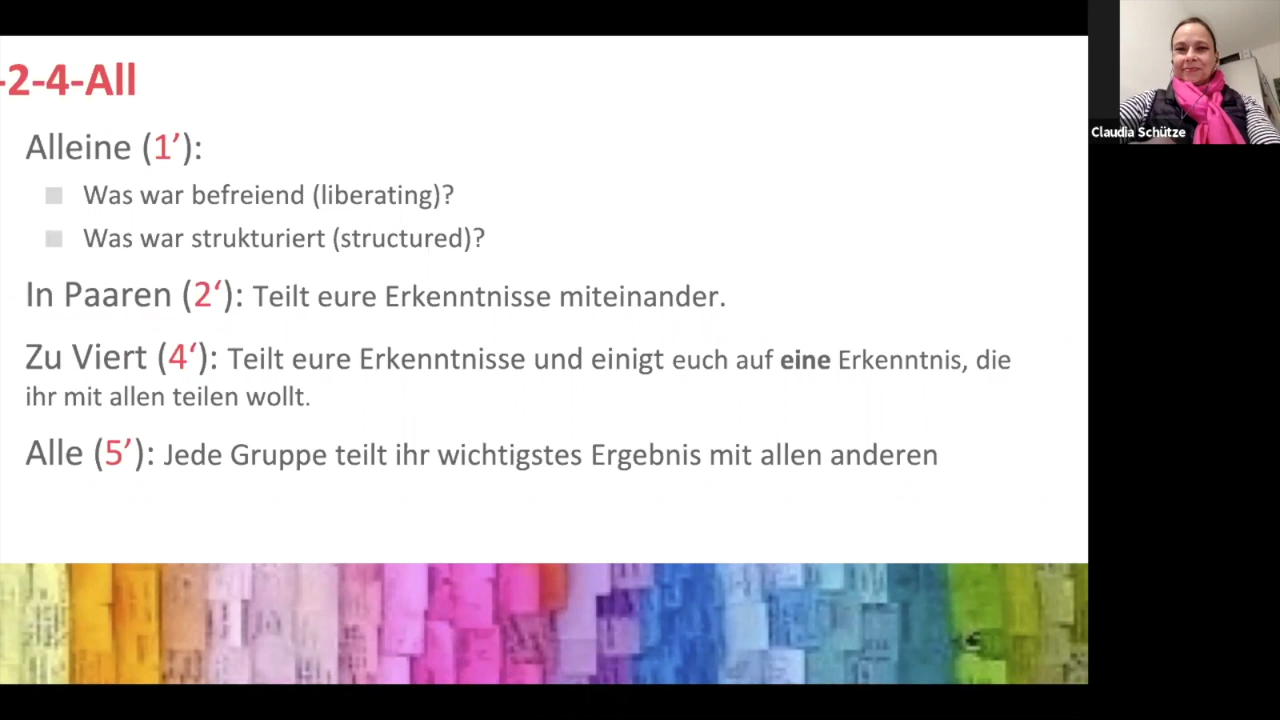 -2-4-All
Alleine (1’):
Was war befreiend (liberating)?
Was war strukturiert (structured)?
In Paaren (2‘): Teilt eure Erkenntnisse miteinander.
Zu Viert (4‘): Teilt eure Erkenntnisse und einigt euch auf eine Erkenntnis, die
ihr mit allen teilen wollt.
Alle (5’): Jede Gruppe teilt ihr wichtigstes Ergebnis mit allen anderen
Claudia Schütze